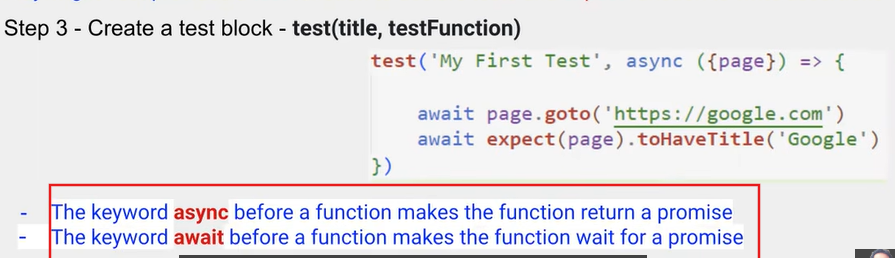 Step 3 - Create a test block - test(title, testFunction)
test('My First Test', async ({page}) => {
await page.goto('https://google.com')
await expect(page).toHaveTitle('Google')
})
- The keyword async before a function makes the function return a promise
- The keyword await before a function makes the function wait for a promise